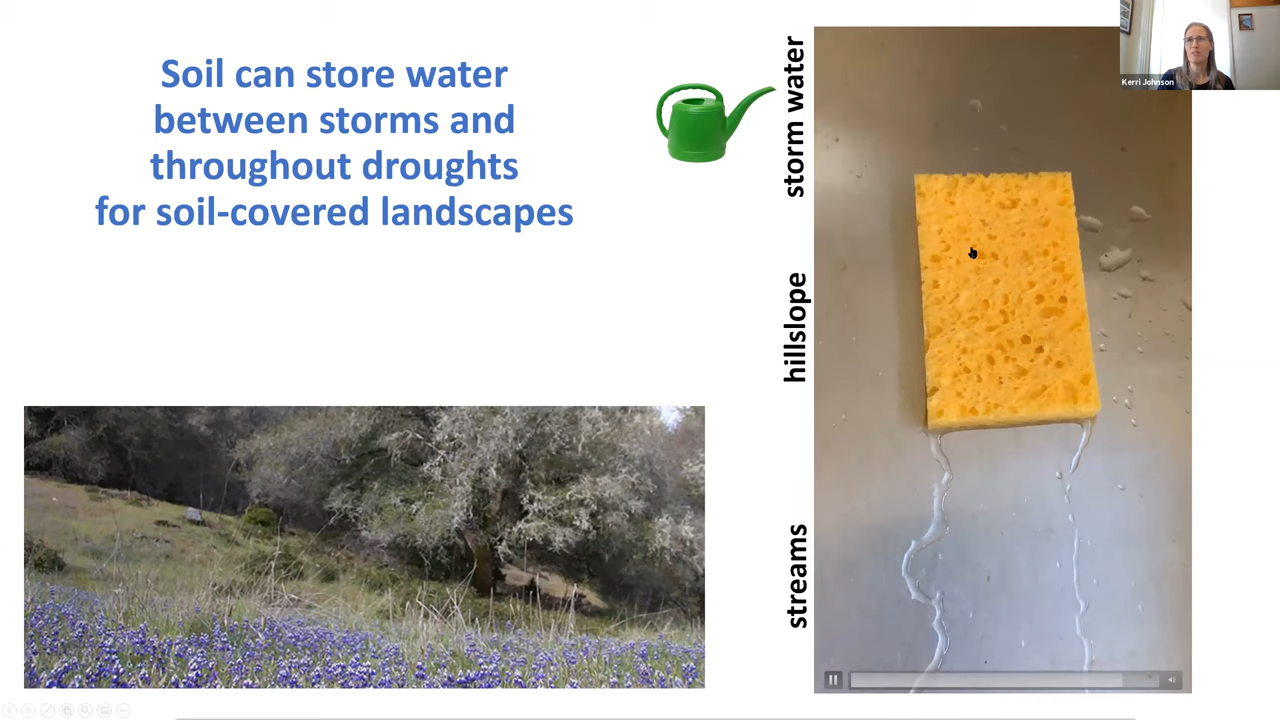 Soil can store water
between storms and
throughout droughts
for soil-covered landscapes
storm water
hillslope
streams
Kerri Johnson